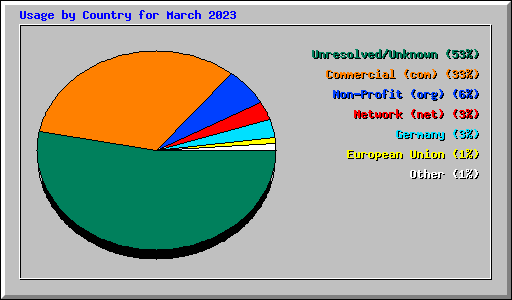 Usage by Country for March 2023
Unresolved/Unknown (53%)
Commercial (com) (33%)
Non-Profit (org) (6%)
Network (net) (3%)
Germany (3%)
European Union (1%)
Other (1%)